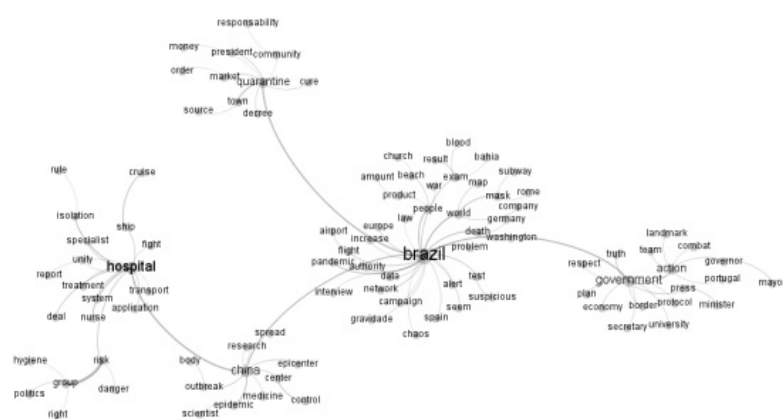 responsability
money
president
community
order
market
quarantine
cure
source
town
decree
blood
church
result
bahia
rule
cruise
amount
beach
exam
subway
war
map
product
mask
rome
people
company
isolation
law
world
germany
ship
airport
europe
death
washington
landmark
specialist
fight
increase
problem
truth
team
combat
flight
brazil
unity
hospital
pandemic
authority
respect
action
governor
report
data
test
government
portugal
mayo
treatment
transport
network
alert
plan
press
system
interview
suspicious
economy
border
protocol
minister
deal
nurse
application
campaign
seem
gravidade
spain
secretary
university
spread
chaos
research
hygiene
risk
body
epicenter
group
china
center
politics
danger
outbreak
medicine
control
right
epidemic
scientist